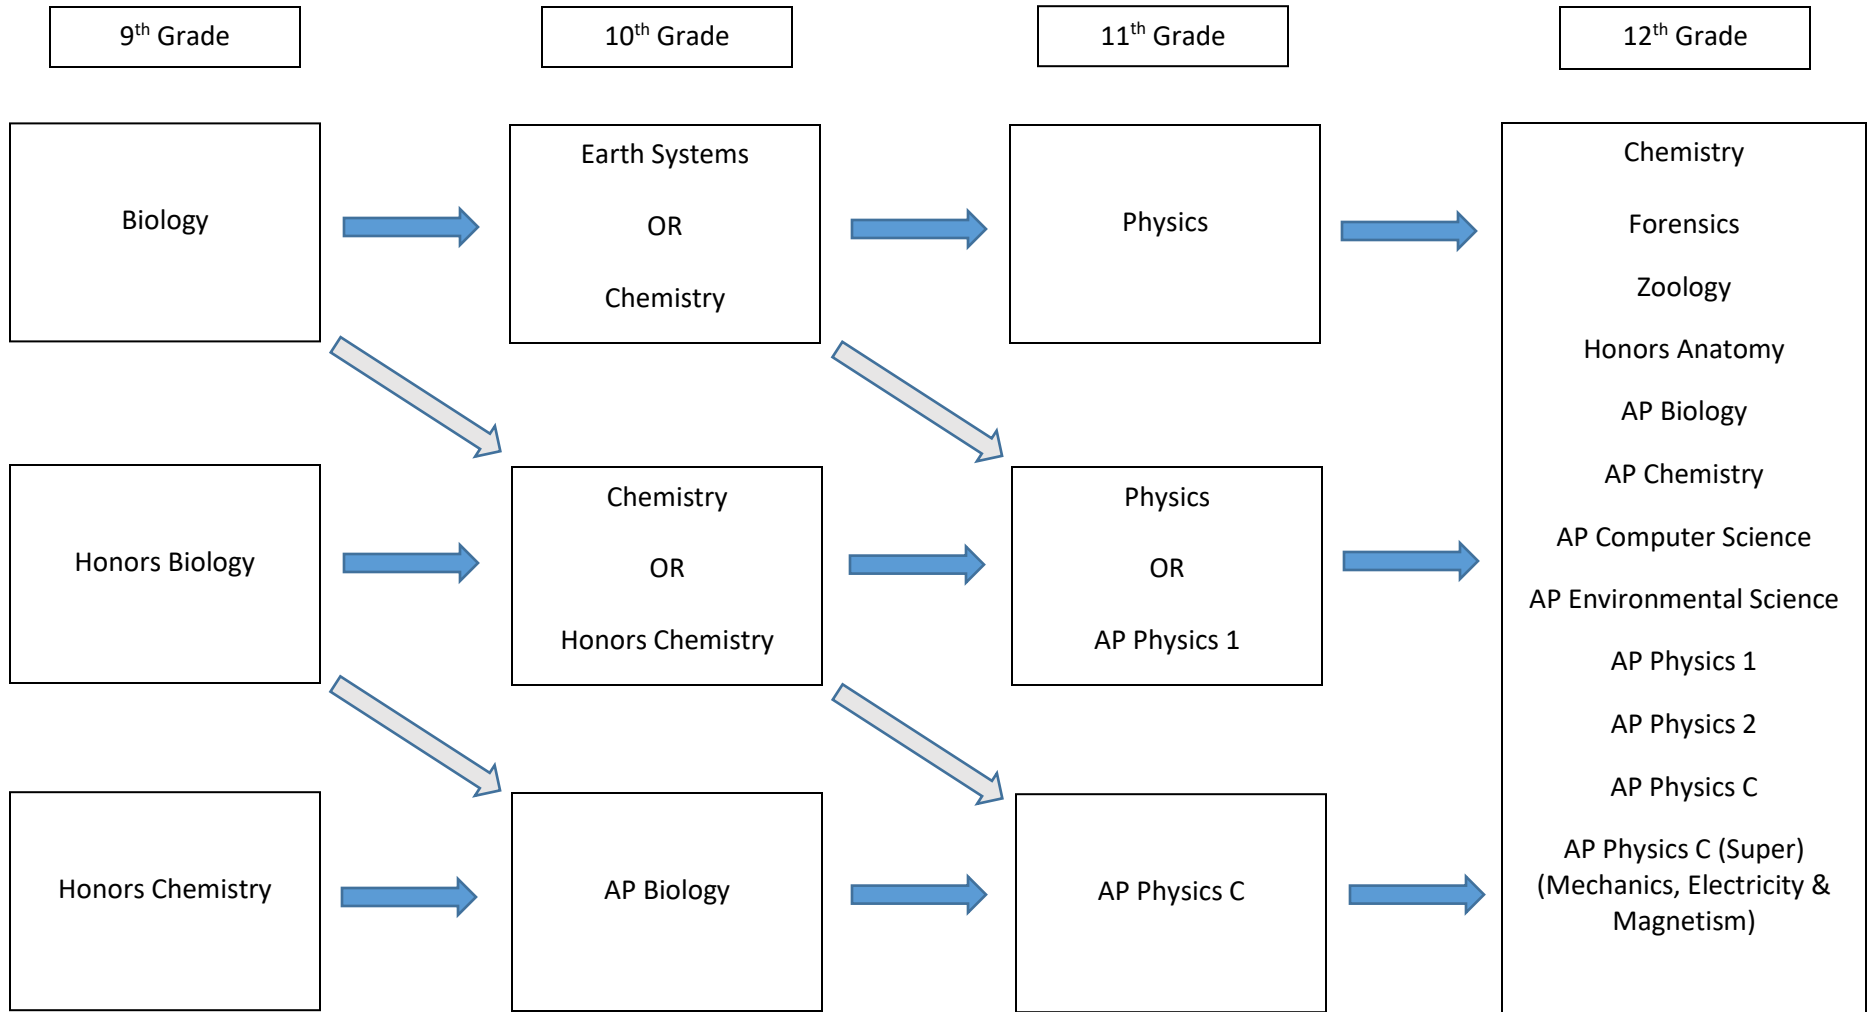 9th Grade
10th Grade
11th Grade
12th Grade
Biology
Earth Systems
OR
Chemistry
Physics
Honors Biology
Chemistry
OR
Honors Chemistry
Physics
OR
AP Physics 1
Honors Chemistry
AP Biology
AP Physics C
Chemistry
Forensics
Zoology
Honors Anatomy
AP Biology
AP Chemistry
AP Computer Science
AP Environmental Science
AP Physics 1
AP Physics 2
AP Physics C
AP Physics C (Super)
(Mechanics, Electricity &
Magnetism)